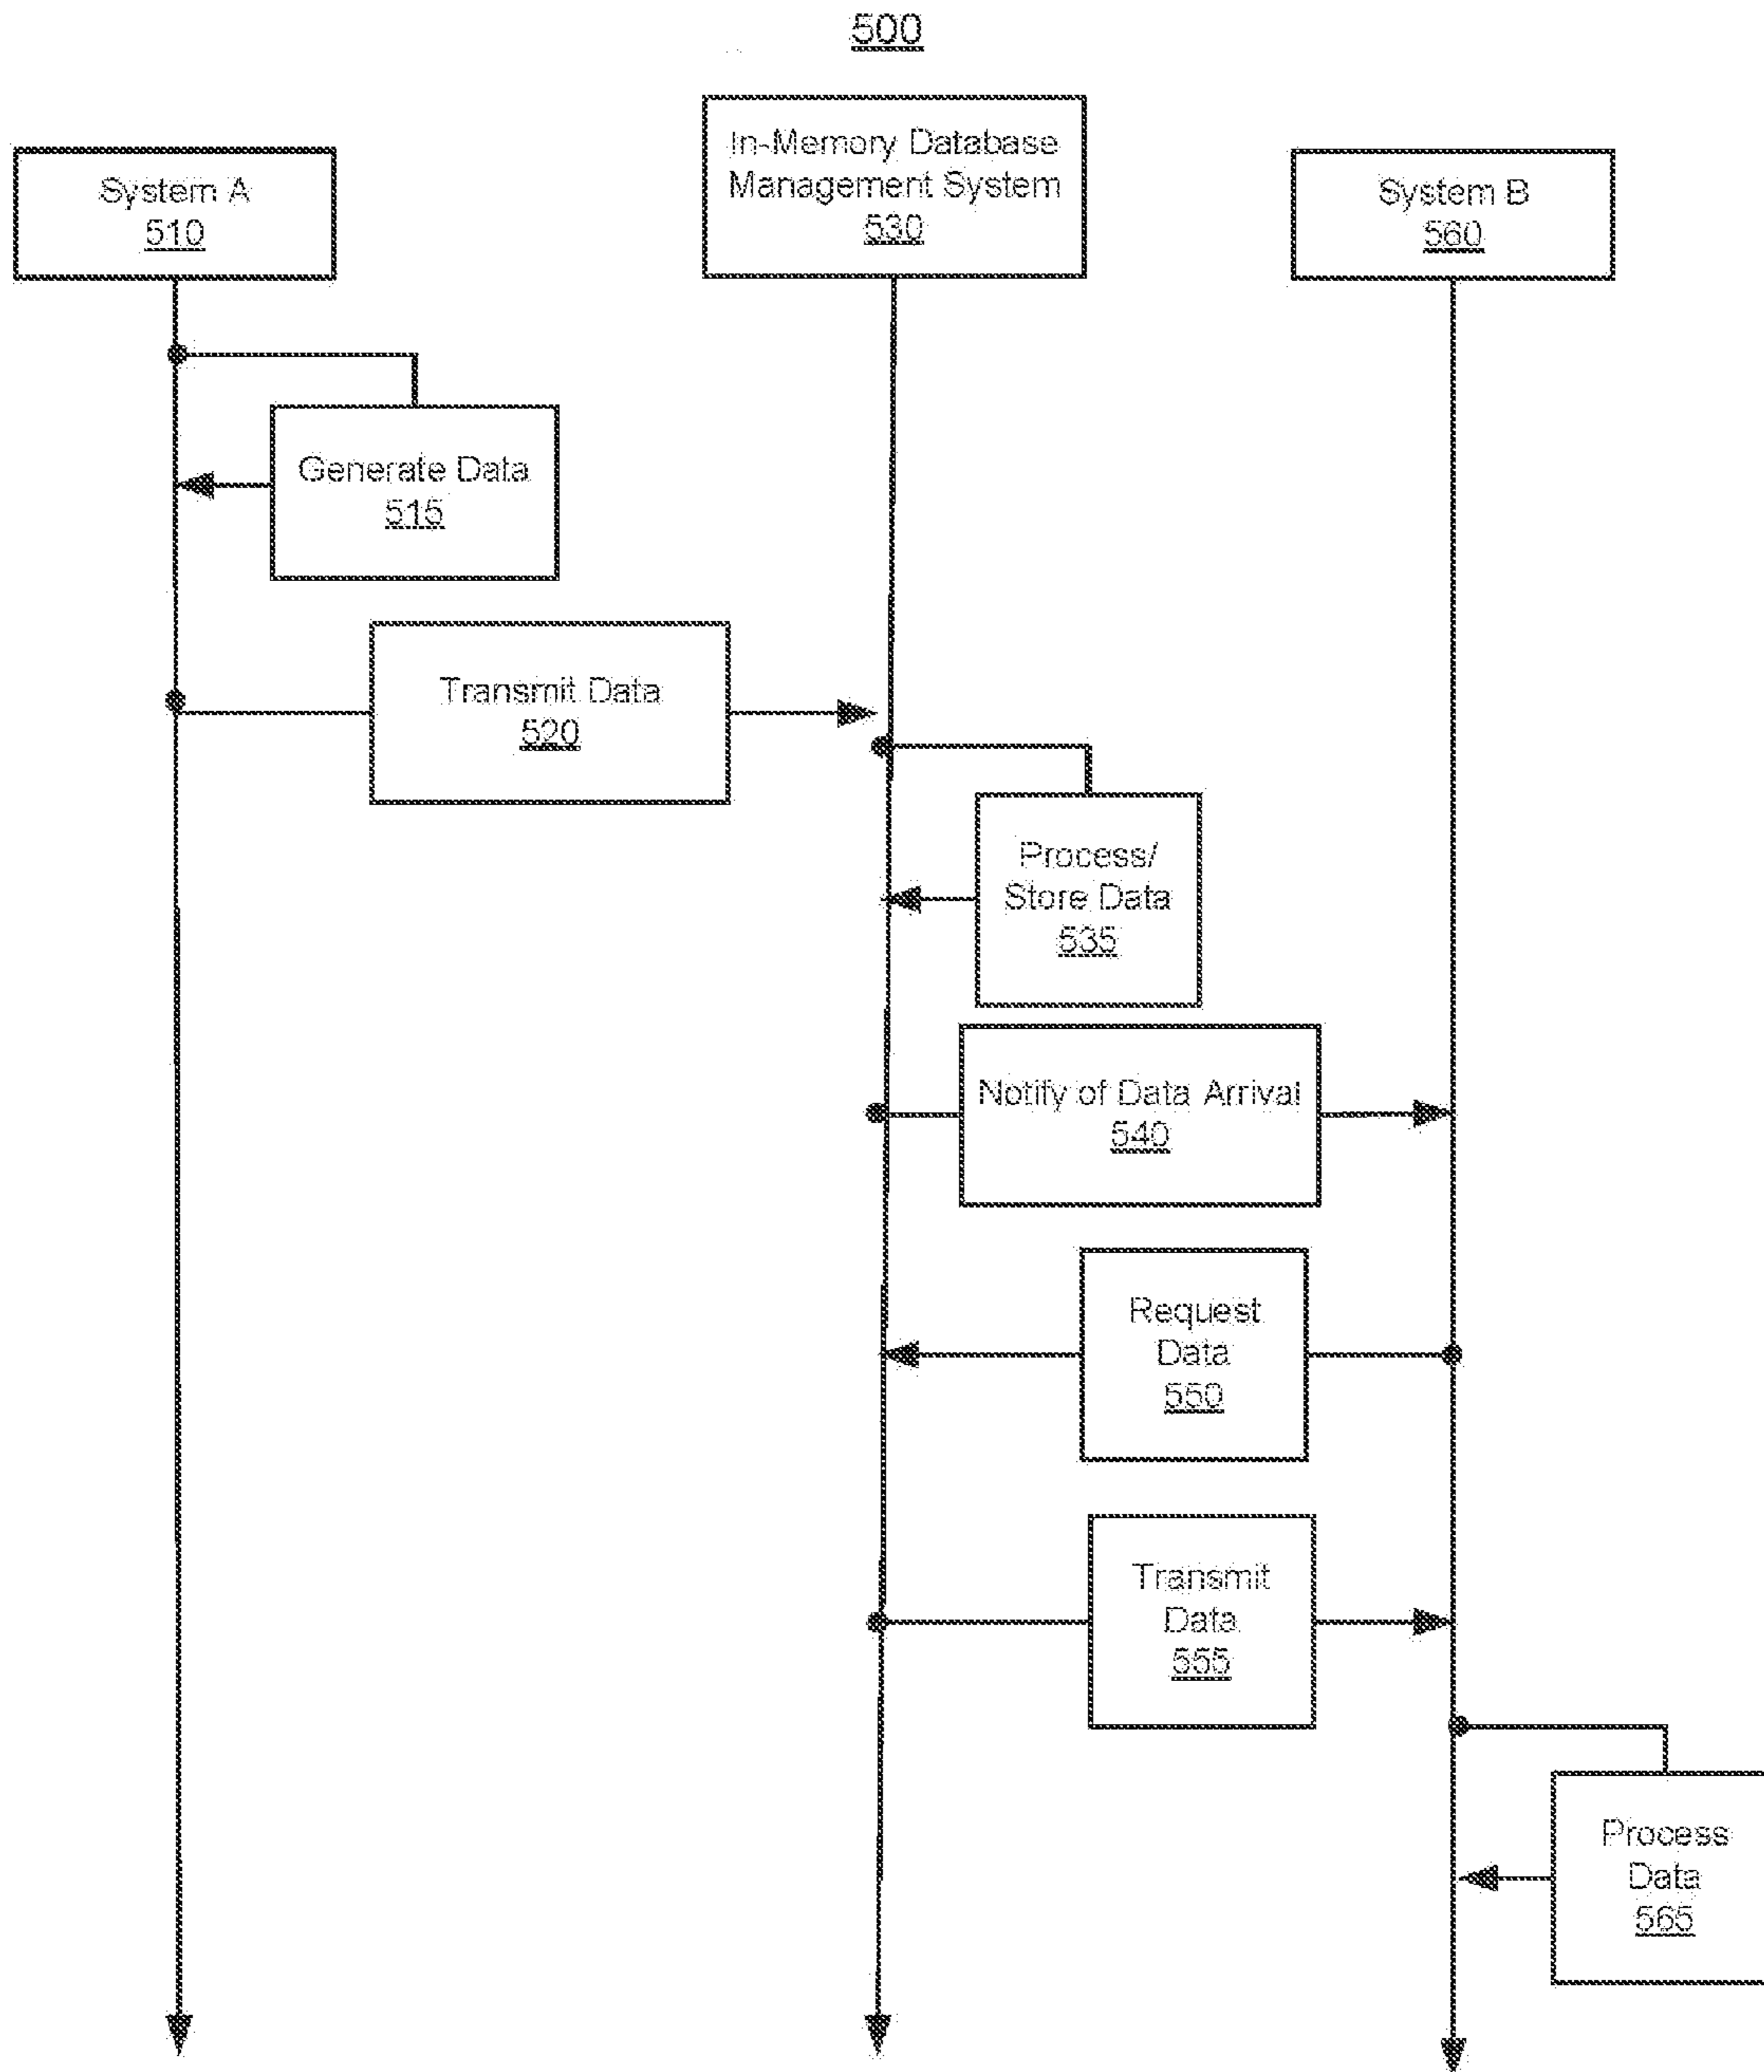 500
In-Memory Database
Management System
530
System A
510
System B
560
Generate Data
515
Transmit Data
520
Process/
Store Data
535
Notify of Data Arrival
540
Request
Data
550
Transmit
Data
555
Process
Data
565